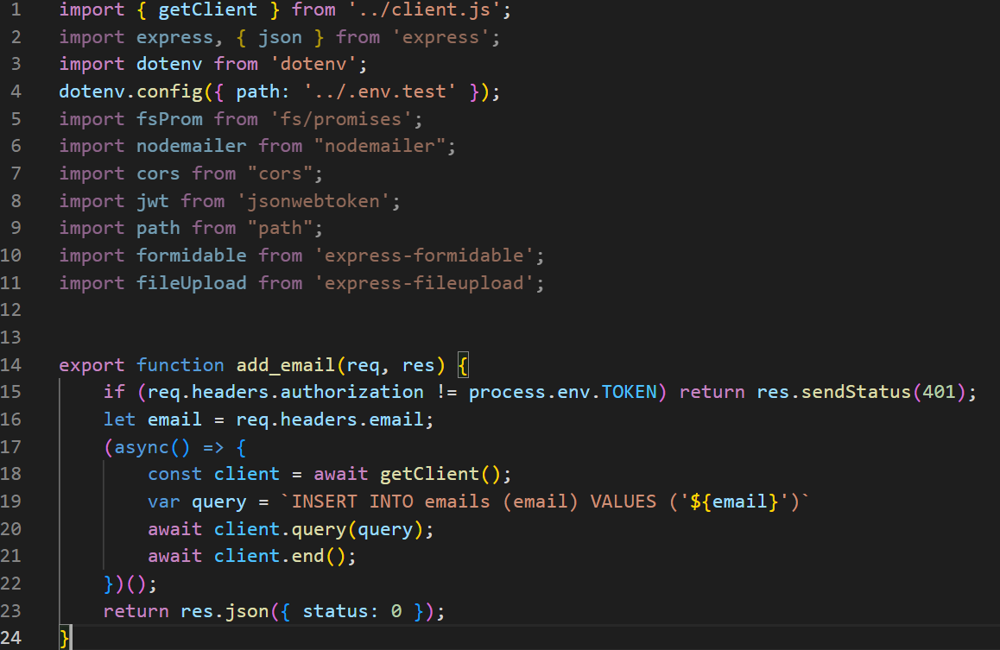 1 import { getClient } from '../client.js';
2 import express, { json } from 'express';
3 import dotenv from 'dotenv';
4 dotenv.config({ path: '../.env.test' });
5 import fsProm from 'fs/promises';
6 import nodemailer from "nodemailer";
7 import cors from "cors";
8 import jwt from 'jsonwebtoken';
9 import path from "path";
10 import formidable from 'express-formidable';
11 import fileUpload from 'express-fileupload';
12
13
14 export function add_email(req, res) {
15     if (req.headers.authorization != process.env.TOKEN) return res.sendStatus(401);
16     let email = req.headers.email;
17     (async() => {
18         const client = await getClient();
19         var query = `INSERT INTO emails (email) VALUES ('${email}')`
20         await client.query(query);
21         await client.end();
22     })();
23     return res.json({ status: 0 });
24 }